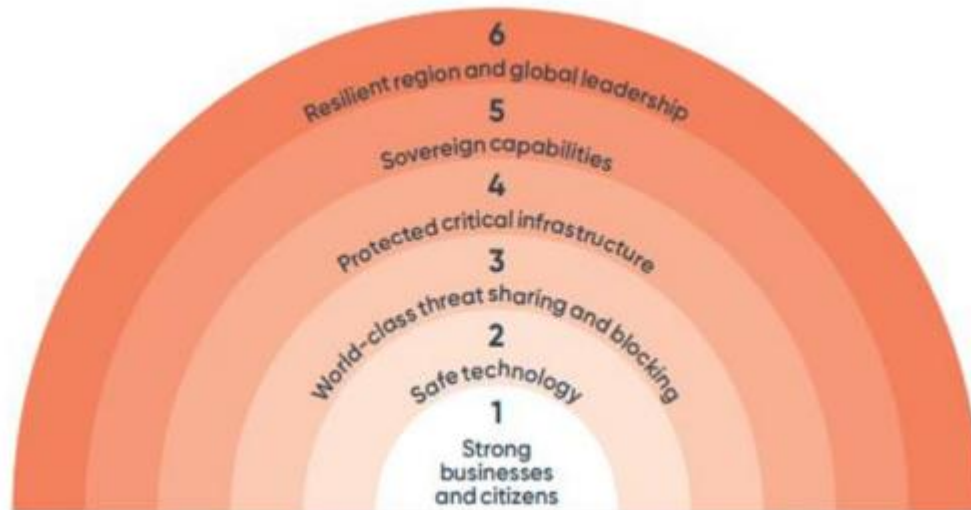 6
Resilient region and global leadership
5
Sovereign capabilities
4
Protected critical infrastructure
3
World-class threat sharing and blocking
2
Safe technology
1
Strong
businesses
and citizens